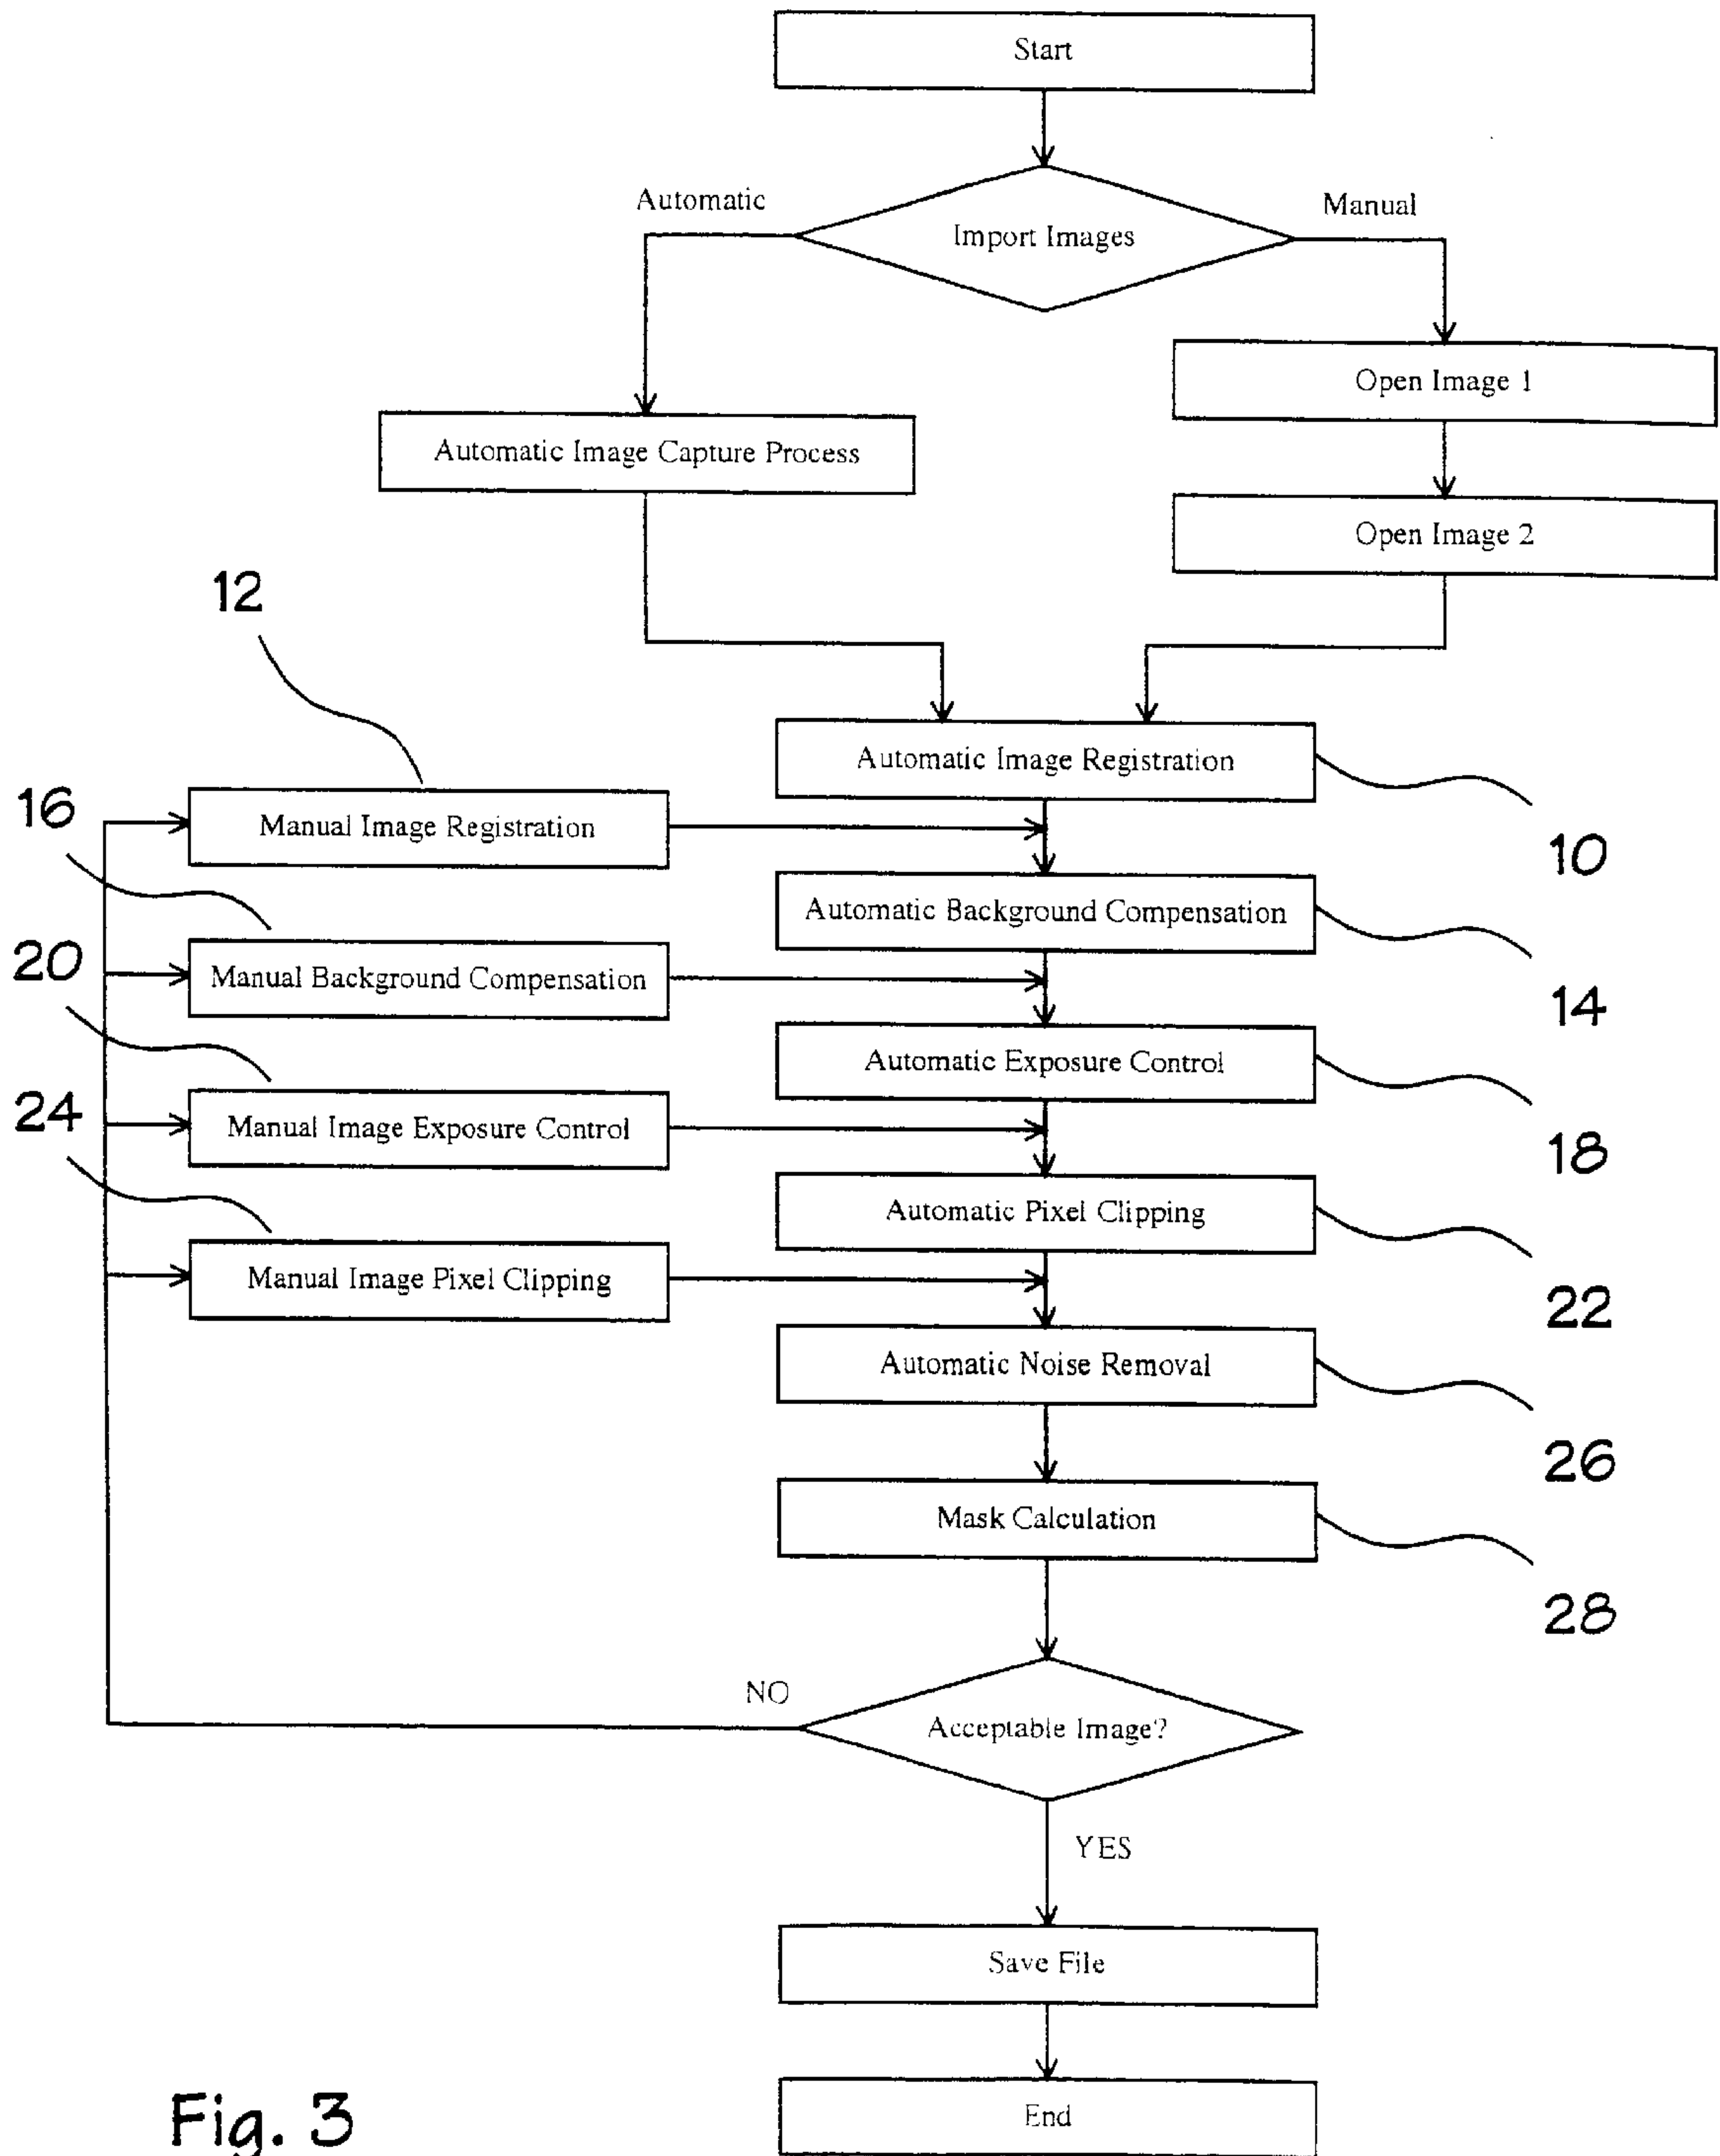 Start
Automatic
Manual
Import Images
Open Image 1
Automatic Image Capture Process
Open Image 2
12
Automatic Image Registration
10
16
Manual Image Registration
Automatic Background Compensation
14
20
Manual Background Compensation
Automatic Exposure Control
18
24
Manual Image Exposure Control
Automatic Pixel Clipping
22
Manual Image Pixel Clipping
Automatic Noise Removal
26
Mask Calculation
28
NO
Acceptable Image?
YES
Save File
End
Fig. 3